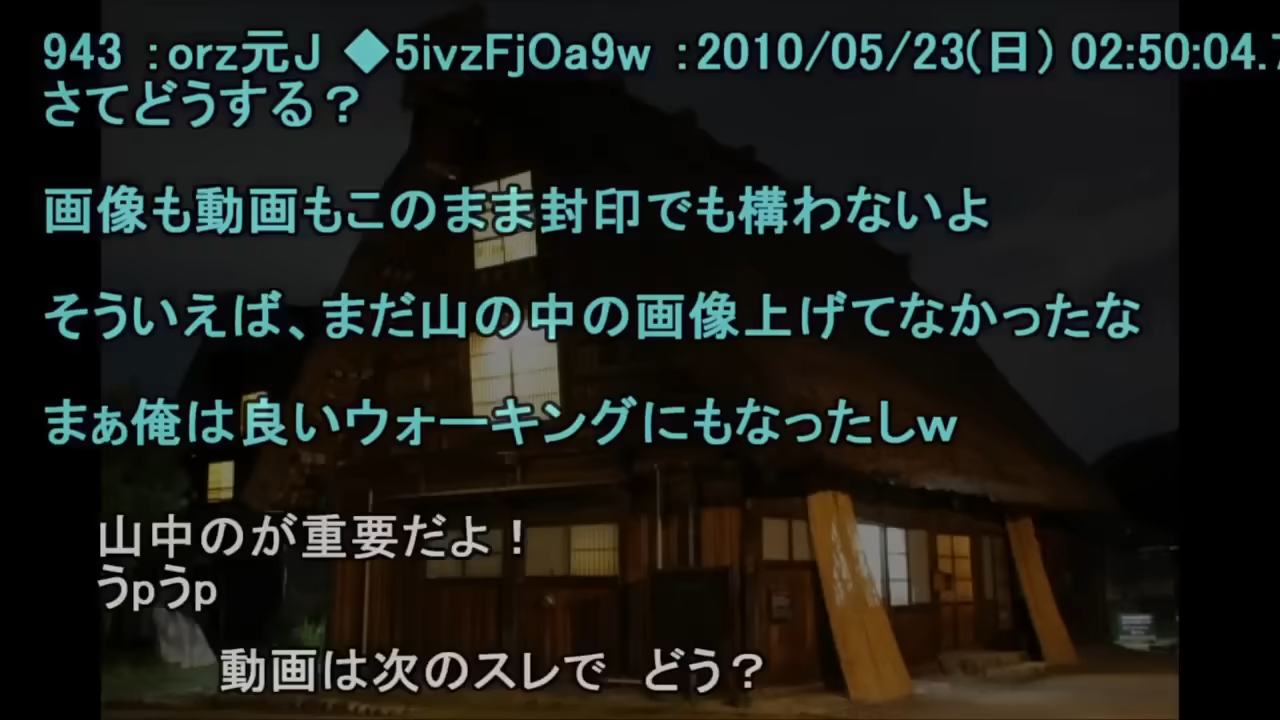 943 ：orz元J ◆5ivzFjOa9w ：2010/05/23(日) 02:50:04.7
さてどうする？
画像も動画もこのまま封印でも構わないよ
そういえば、まだ山の中の画像上げてなかったな
まぁ俺は良いウォーキングにもなったしw
山中のが重要だよ！
うpうp
動画は次のスレで　どう？